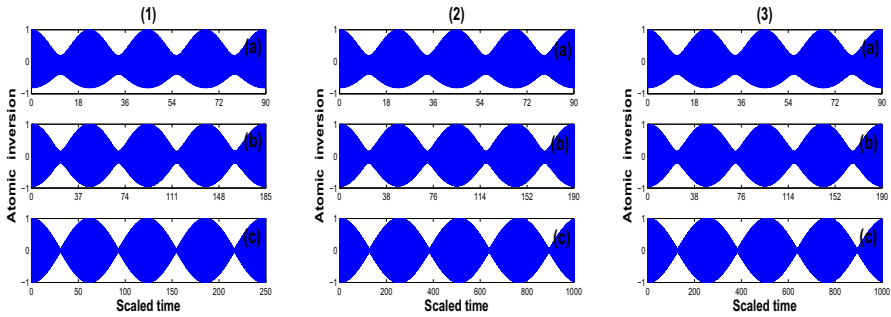 (1)
(2)
(3)
Atomic inversion
1
0
−1
(a)
0 18 36 54 72 90
1
0
−1
(b)
0 37 74 111 148 185
1
0
−1
(c)
0 50 100 150 200 250
Scaled time
1
0
−1
(a)
0 18 36 54 72 90
1
0
−1
(b)
0 38 76 114 152 190
1
0
−1
(c)
0 200 400 600 800 1000
Scaled time
Atomic inversion
1
0
−1
(a)
0 18 36 54 72 90
1
0
−1
(b)
0 38 76 114 152 190
1
0
−1
(c)
0 200 400 600 800 1000
Scaled time
Atomic inversion